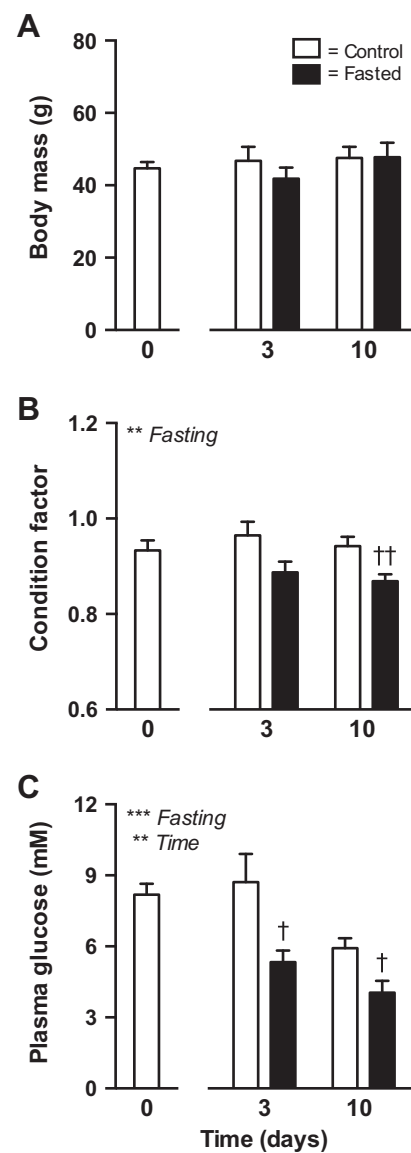 A
= Control
= Fasted
Body mass (g)
80
60
40
20
0
0
3
10
B
** Fasting
Condition factor
1.2
1.0
0.8
0.6
††
0
3
10
C
*** Fasting
** Time
Plasma glucose (mM)
12
9
6
3
0
†
†
0
3
10
Time (days)